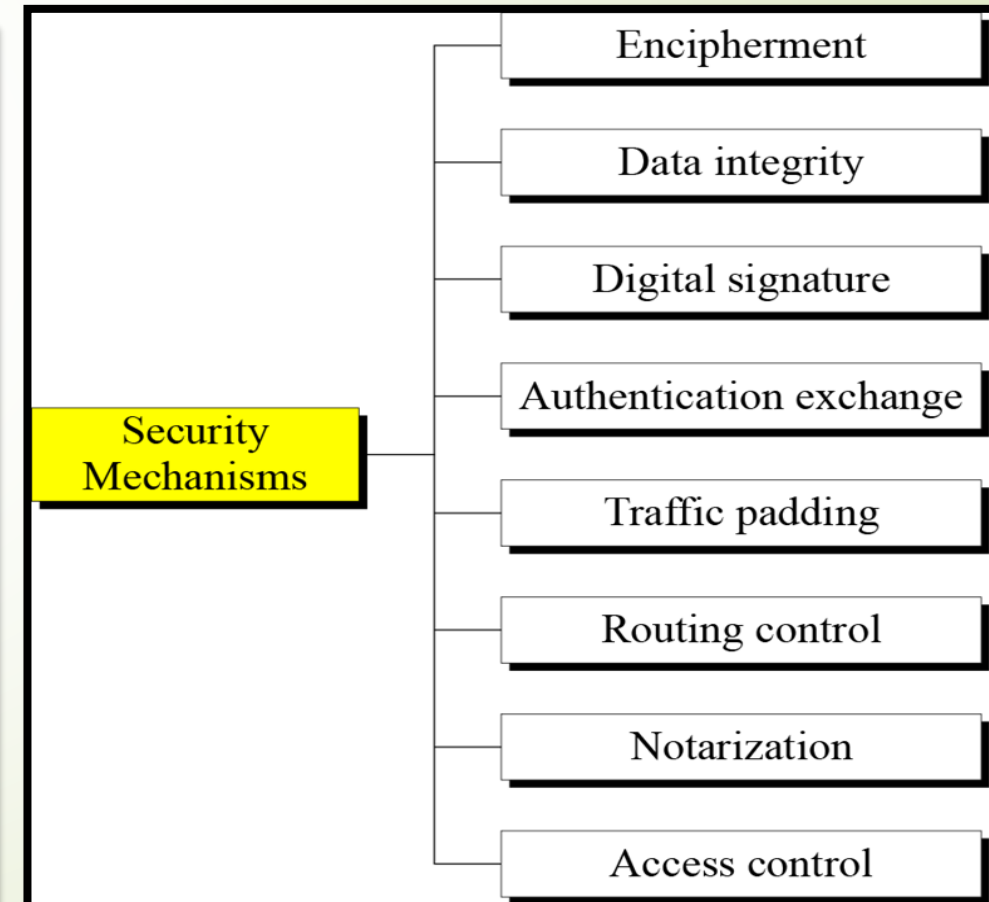 Encipherment
Data integrity
Digital signature
Authentication exchange
Security
Mechanisms
Traffic padding
Routing control
Notarization
Access control